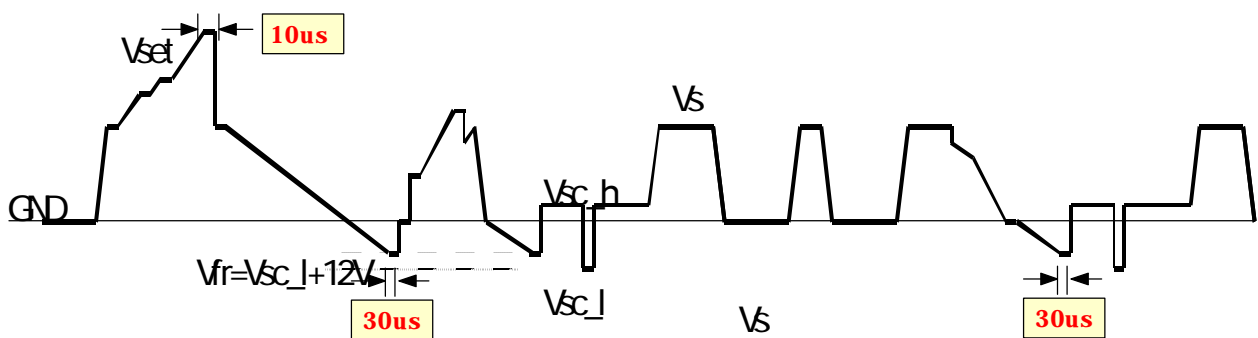 10us
Vset
Vs
GND
Vsc_h
Vfr=Vsc_l+12V
Vsc_l
30us
Vs
30us